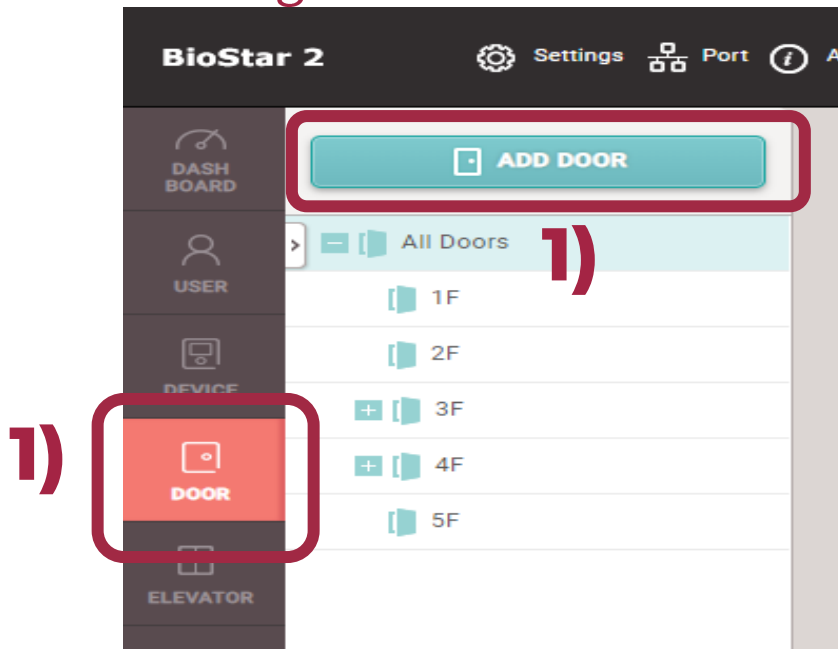 BioStar 2
Settings
Port
A
DASH
BOARD
ADD DOOR
All Doors
1)
USER
1F
2F
DEVICE
3F
1)
DOOR
4F
5F
ELEVATOR